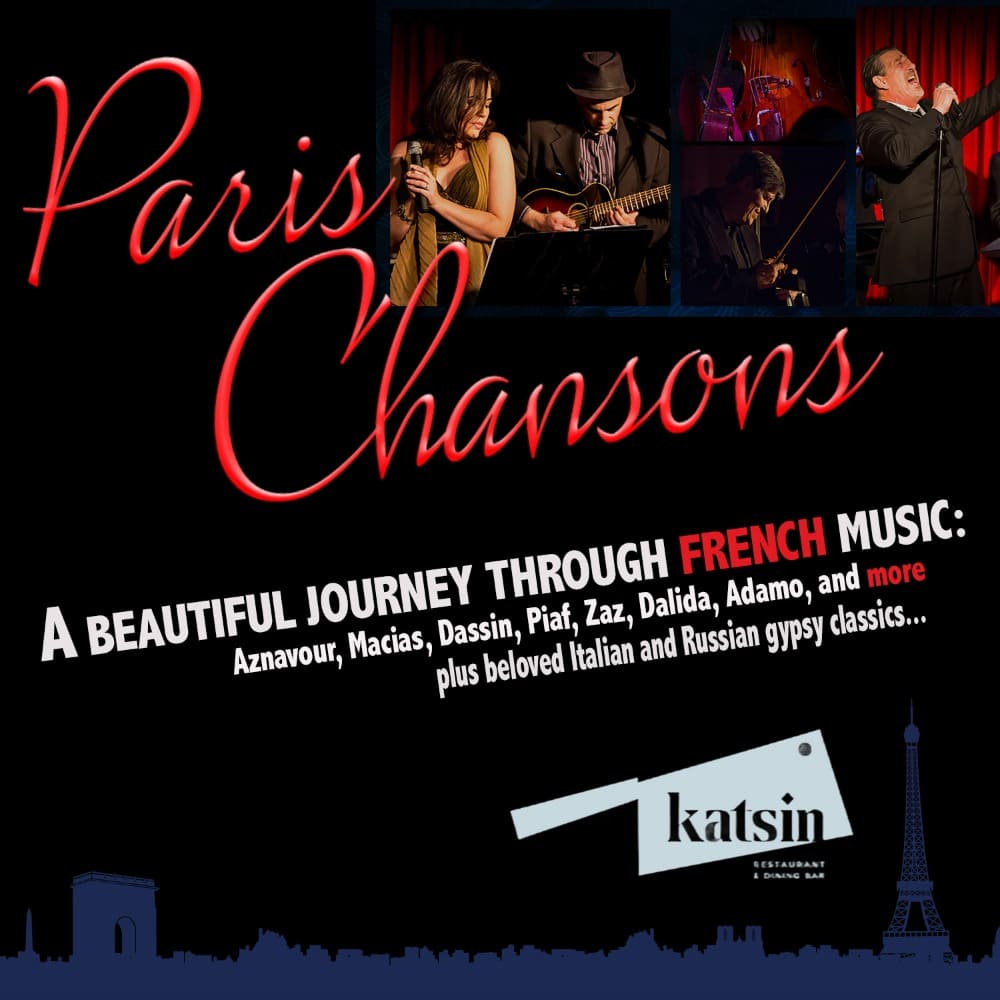 Paris
Chansons
A BEAUTIFUL JOURNEY THROUGH FRENCH MUSIC:
Aznavour, Macias, Dassin, Piaf, Zaz, Dalida, Adamo, and more
plus beloved Italian and Russian gypsy classics...
katsin
RESTAURANT
& DINING BAR